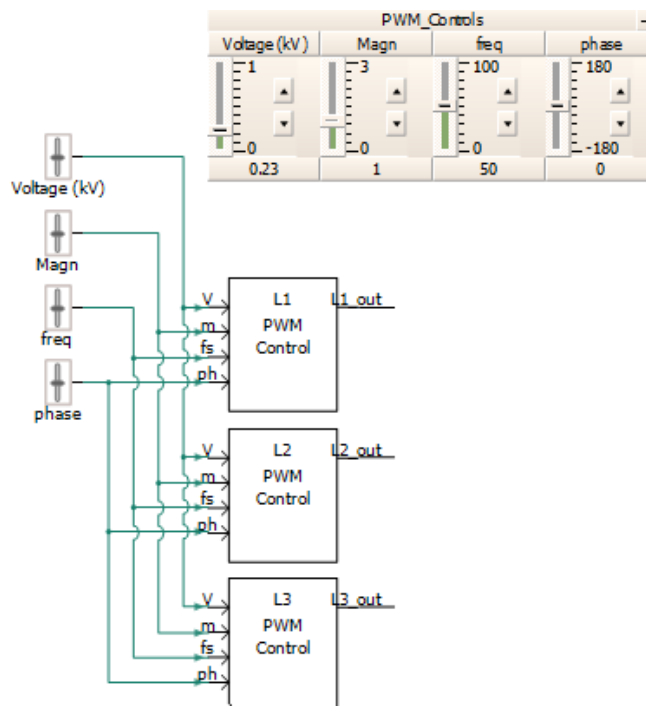 PWM_Controls
Voltage (kV) Magn freq phase
1 3 100 180
0 0 0 -180
0.23 1 50 0
Voltage (kV)
Magn
freq
phase
V L1 L1_out
m PWM
fs Control
ph
V L2 L2_out
m PWM
fs Control
ph
V L3 L3_out
m PWM
fs Control
ph